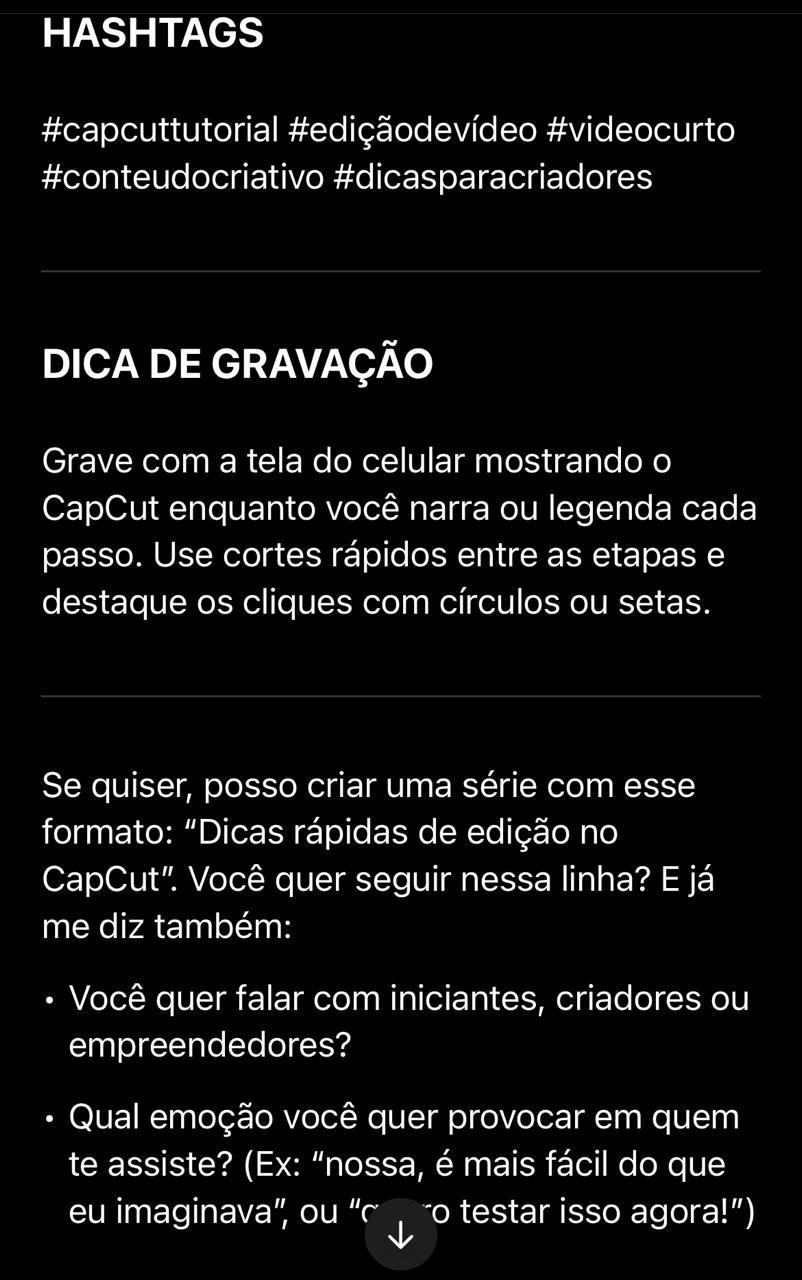 HASHTAGS
#capcuttutorial #ediçãodevídeo #videocurto
#conteudocriativo #dicasparacriadores
DICA DE GRAVAÇÃO
Grave com a tela do celular mostrando o
CapCut enquanto você narra ou legenda cada
passo. Use cortes rápidos entre as etapas e
destaque os cliques com círculos ou setas.
Se quiser, posso criar uma série com esse
formato: “Dicas rápidas de edição no
CapCut”. Você quer seguir nessa linha? E já
me diz também:
• Você quer falar com iniciantes, criadores ou
empreendedores?
• Qual emoção você quer provocar em quem
te assiste? (Ex: “nossa, é mais fácil do que
eu imaginava”, ou testar isso agora!”)